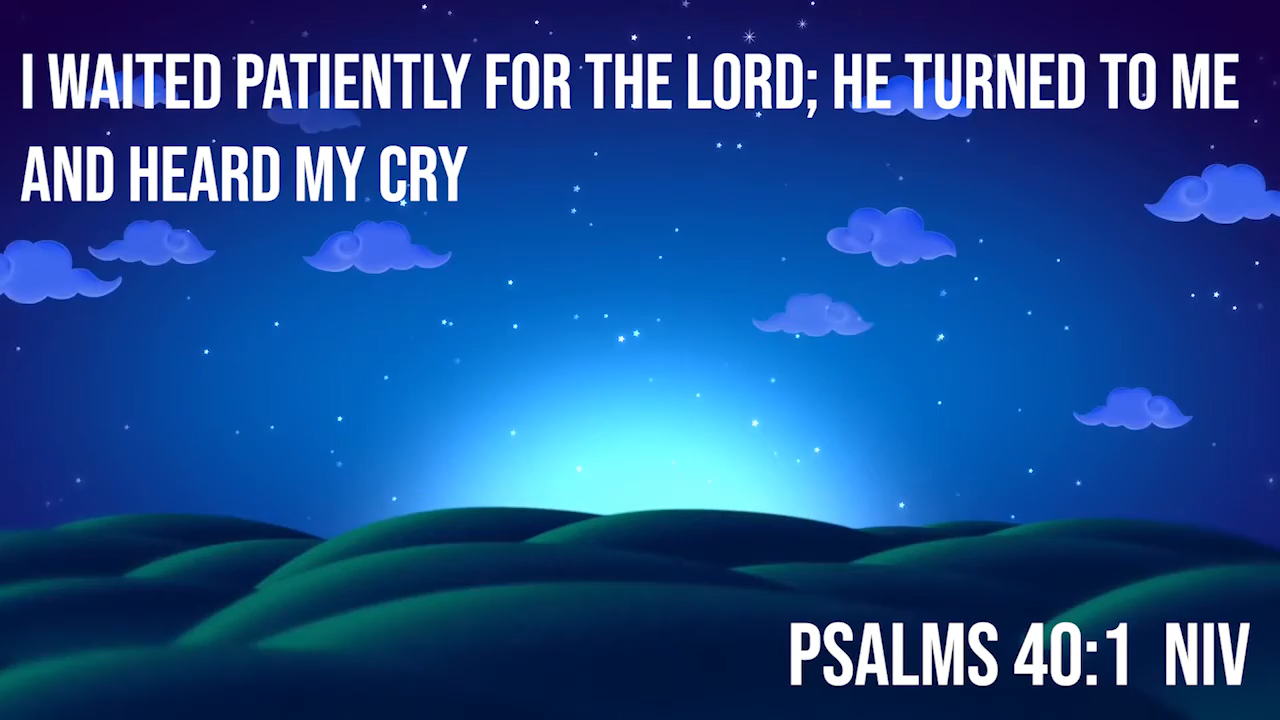 I WAITED PATIENTLY FOR THE LORD; HE TURNED TO ME
AND HEARD MY CRY
PSALMS 40:1 NIV